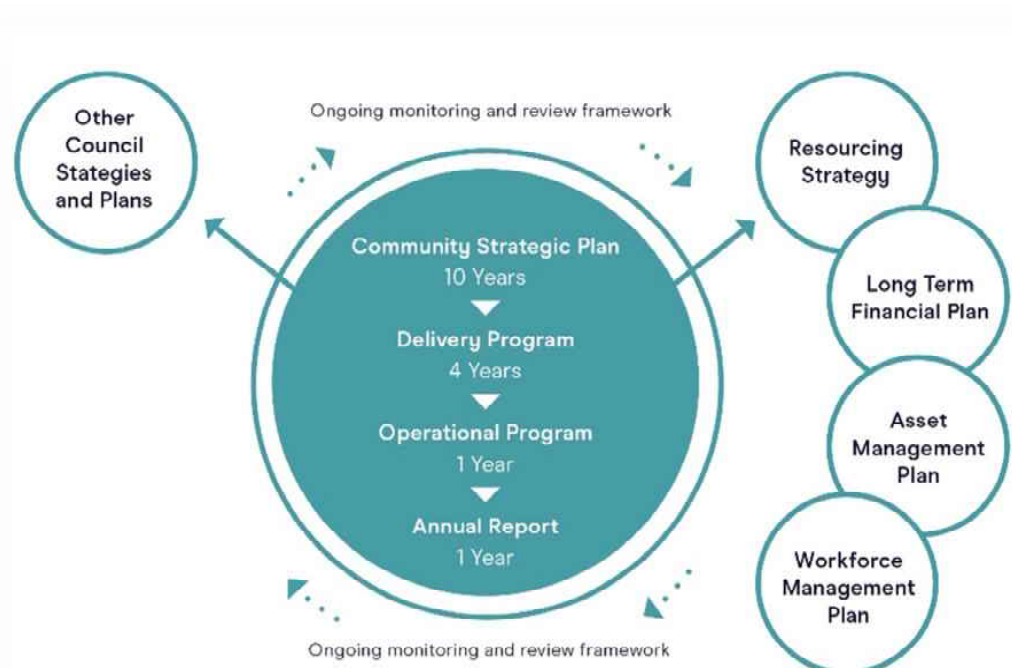 Other
Council
Stategies
and Plans
Ongoing monitoring and review framework
Community Strategic Plan
10 Years
Delivery Program
4 Years
Operational Program
1 Year
Annual Report
1 Year
Ongoing monitoring and review framework
Resourcing
Strategy
Long Term
Financial Plan
Asset
Management
Plan
Workforce
Management
Plan